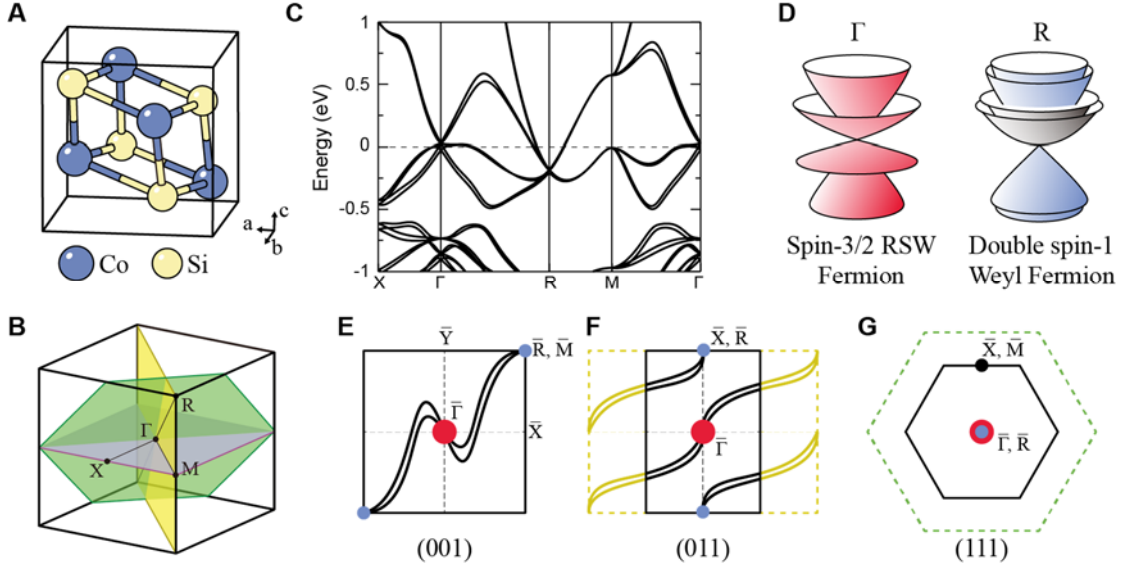 A
a
b
c
Co
Si
B
R
Γ
X
M
C
Energy (eV)
1
0.5
0
-0.5
-1
X
Γ
R
M
Γ
D
Γ
R
Spin-3/2 RSW
Fermion
Double spin-1
Weyl Fermion
E
Y̅
R̅, M̅
Γ̅
X̅
(001)
F
X̅, R̅
Γ̅
(011)
G
X̅, M̅
Γ̅, R̅
(111)